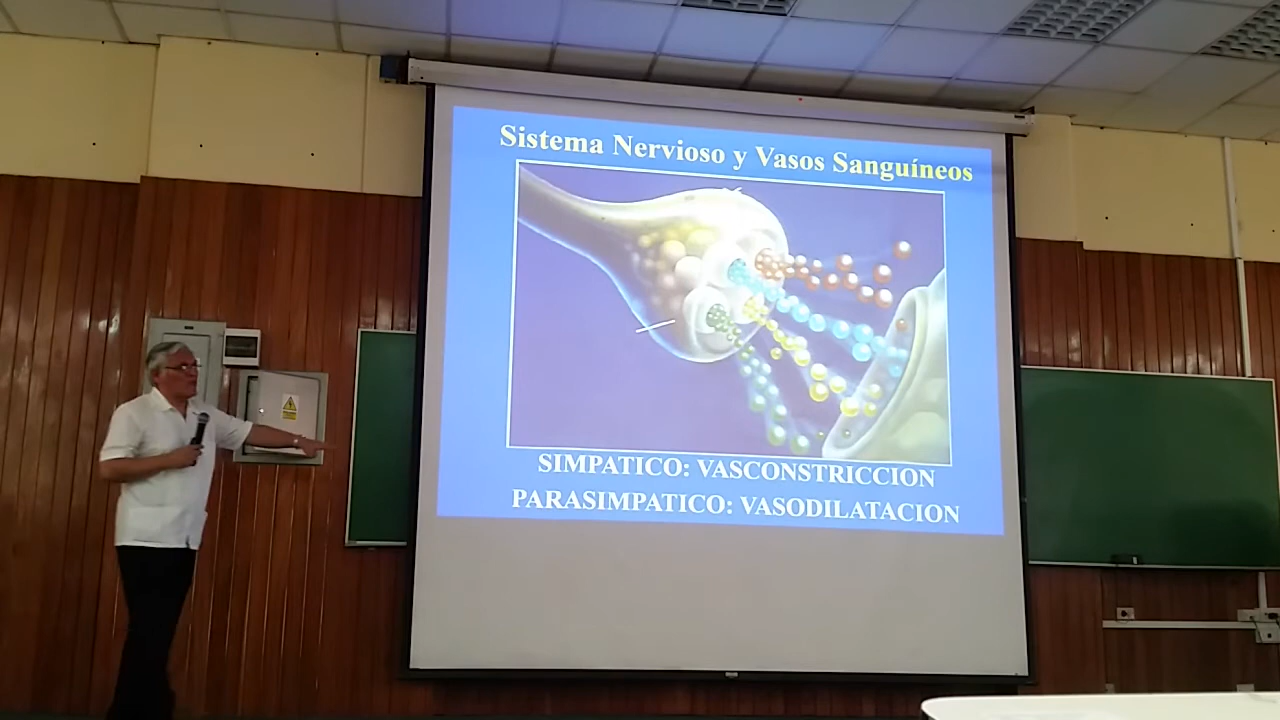 Sistema Nervioso y Vasos Sanguíneos
SIMPATICO: VASCONSTRICCION
PARASIMPATICO: VASODILATACION